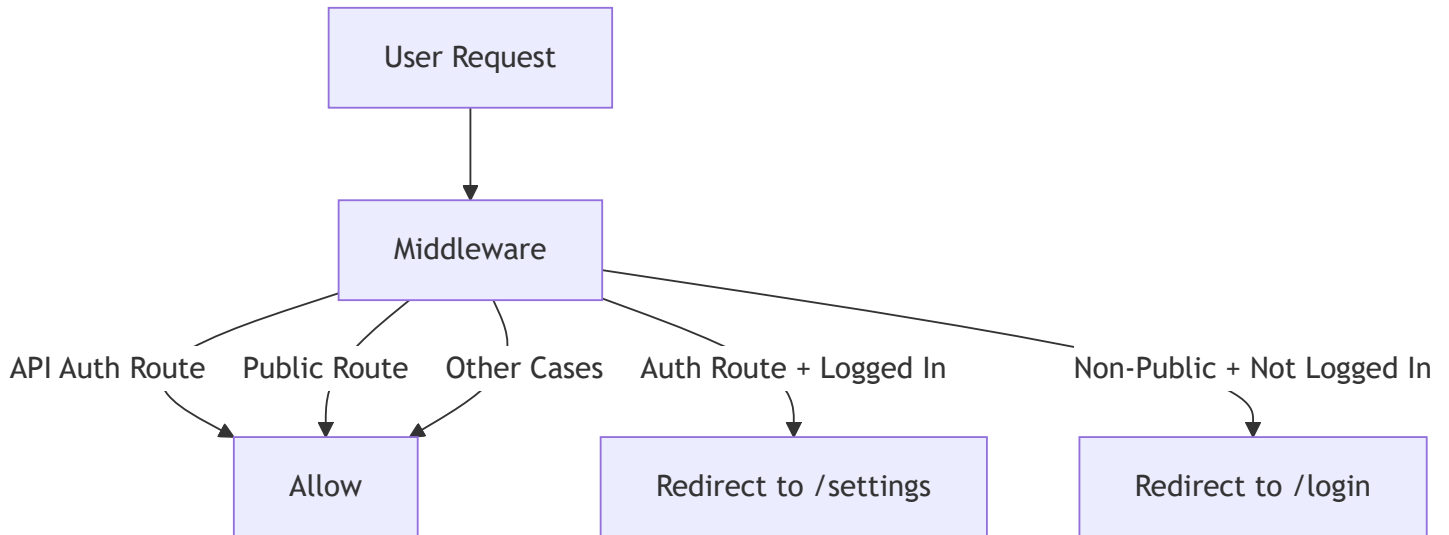 User Request
Middleware
API Auth Route
Public Route
Other Cases
Auth Route + Logged In
Non-Public + Not Logged In
Allow
Redirect to /settings
Redirect to /login